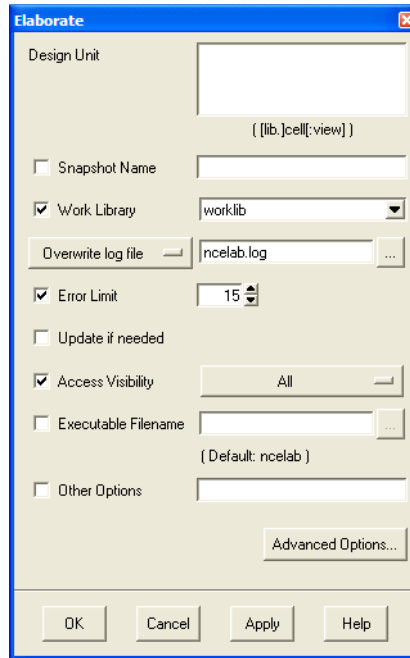 Elaborate
Design Unit
( [lib.]cell[:view] )
Snapshot Name
Work Library worklib
Overwrite log file ncelab.log ...
Error Limit 15
Update if needed
Access Visibility All
Executable Filename ...
( Default: ncelab )
Other Options
Advanced Options...
OK Cancel Apply Help